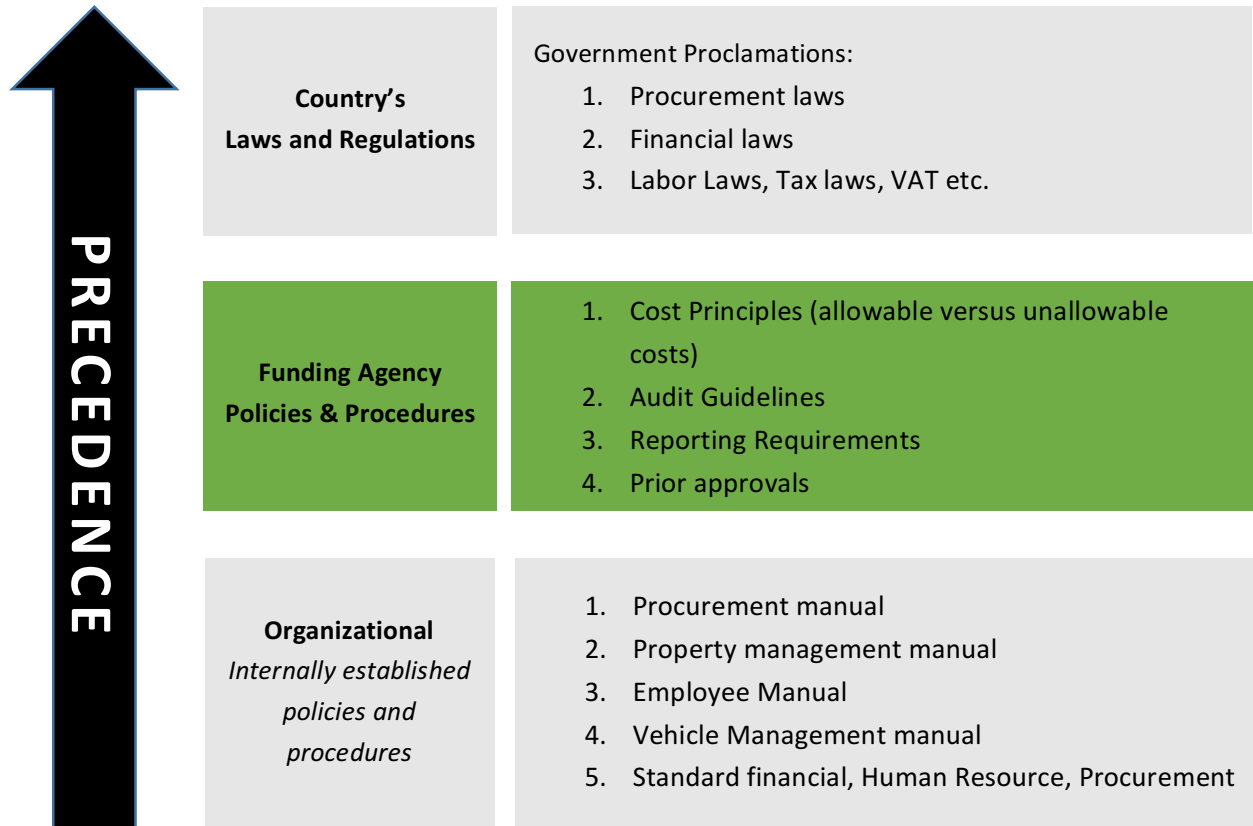 PRECEDENCE
Country’s
Laws and Regulations
Government Proclamations:
1. Procurement laws
2. Financial laws
3. Labor Laws, Tax laws, VAT etc.
Funding Agency
Policies & Procedures
1. Cost Principles (allowable versus unallowable
costs)
2. Audit Guidelines
3. Reporting Requirements
4. Prior approvals
Organizational
Internally established
policies and
procedures
1. Procurement manual
2. Property management manual
3. Employee Manual
4. Vehicle Management manual
5. Standard financial, Human Resource, Procurement